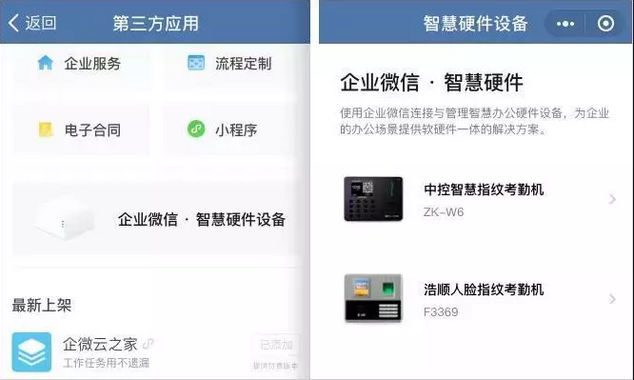 返回
第三方应用
企业服务
流程定制
电子合同
小程序
企业微信·智慧硬件设备
最新上架
企微云之家
已添加
工作任务用不遗漏
提供付费版本
智慧硬件设备
企业微信·智慧硬件
使用企业微信连接与管理智慧办公硬件设备，为企业
的办公场景提供软硬件一体的解决方案。
中控智慧指纹考勤机
ZK-W6
浩顺人脸指纹考勤机
F3369